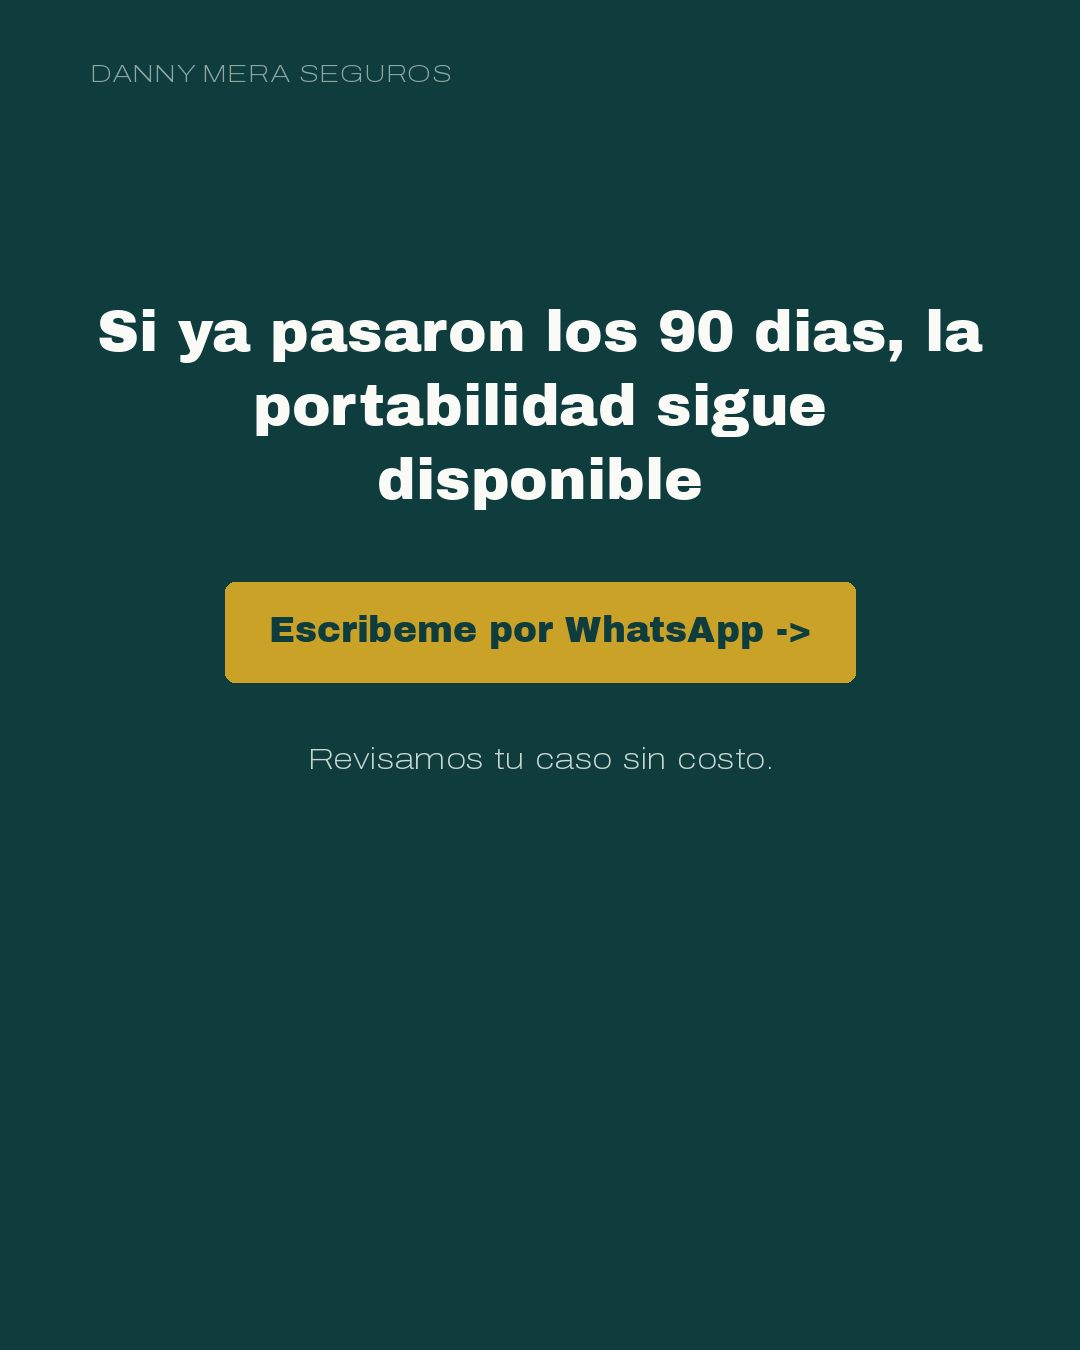 DANNY MERA SEGUROS
Si ya pasaron los 90 dias, la
portabilidad sigue
disponible
Escribeme por WhatsApp ->
Revisamos tu caso sin costo.